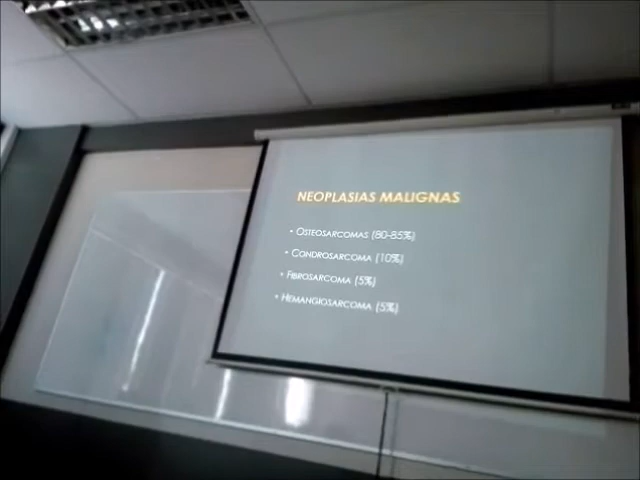 NEOPLASIAS MALIGNAS
• OSTEOSARCOMAS (80-85%)
• CONDROSARCOMA (10%)
• FIBROSARCOMA (5%)
• HEMANGIOSARCOMA (5%)